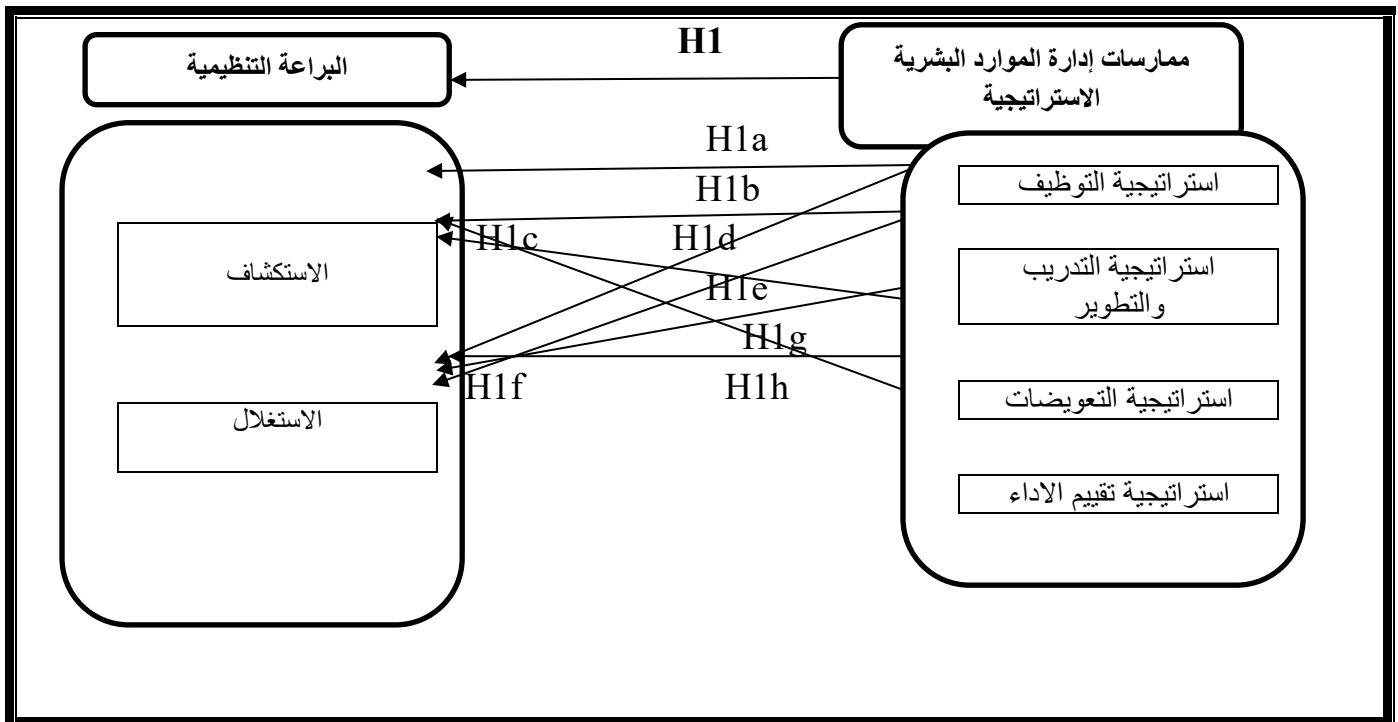 ممارسات إدارة الموارد البشرية
الاستراتيجية
H1
البراعة التنظيمية
H1a
استراتيجية التوظيف
H1b
H1d
H1c
استراتيجية التدريب
والتطوير
الاستكشاف
H1e
H1g
H1h
H1f
استراتيجية التعويضات
الاستغلال
استراتيجية تقييم الاداء